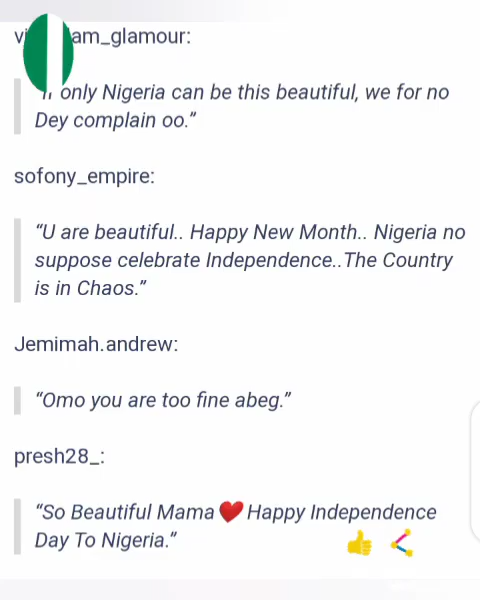 am_glamour:
only Nigeria can be this beautiful, we for no
Dey complain oo.”
sofony_empire:
“U are beautiful.. Happy New Month.. Nigeria no
suppose celebrate Independence..The Country
is in Chaos.”
Jemimah.andrew:
“Omo you are too fine abeg.”
presh28_:
“So Beautiful Mama❤️Happy Independence
Day To Nigeria.”